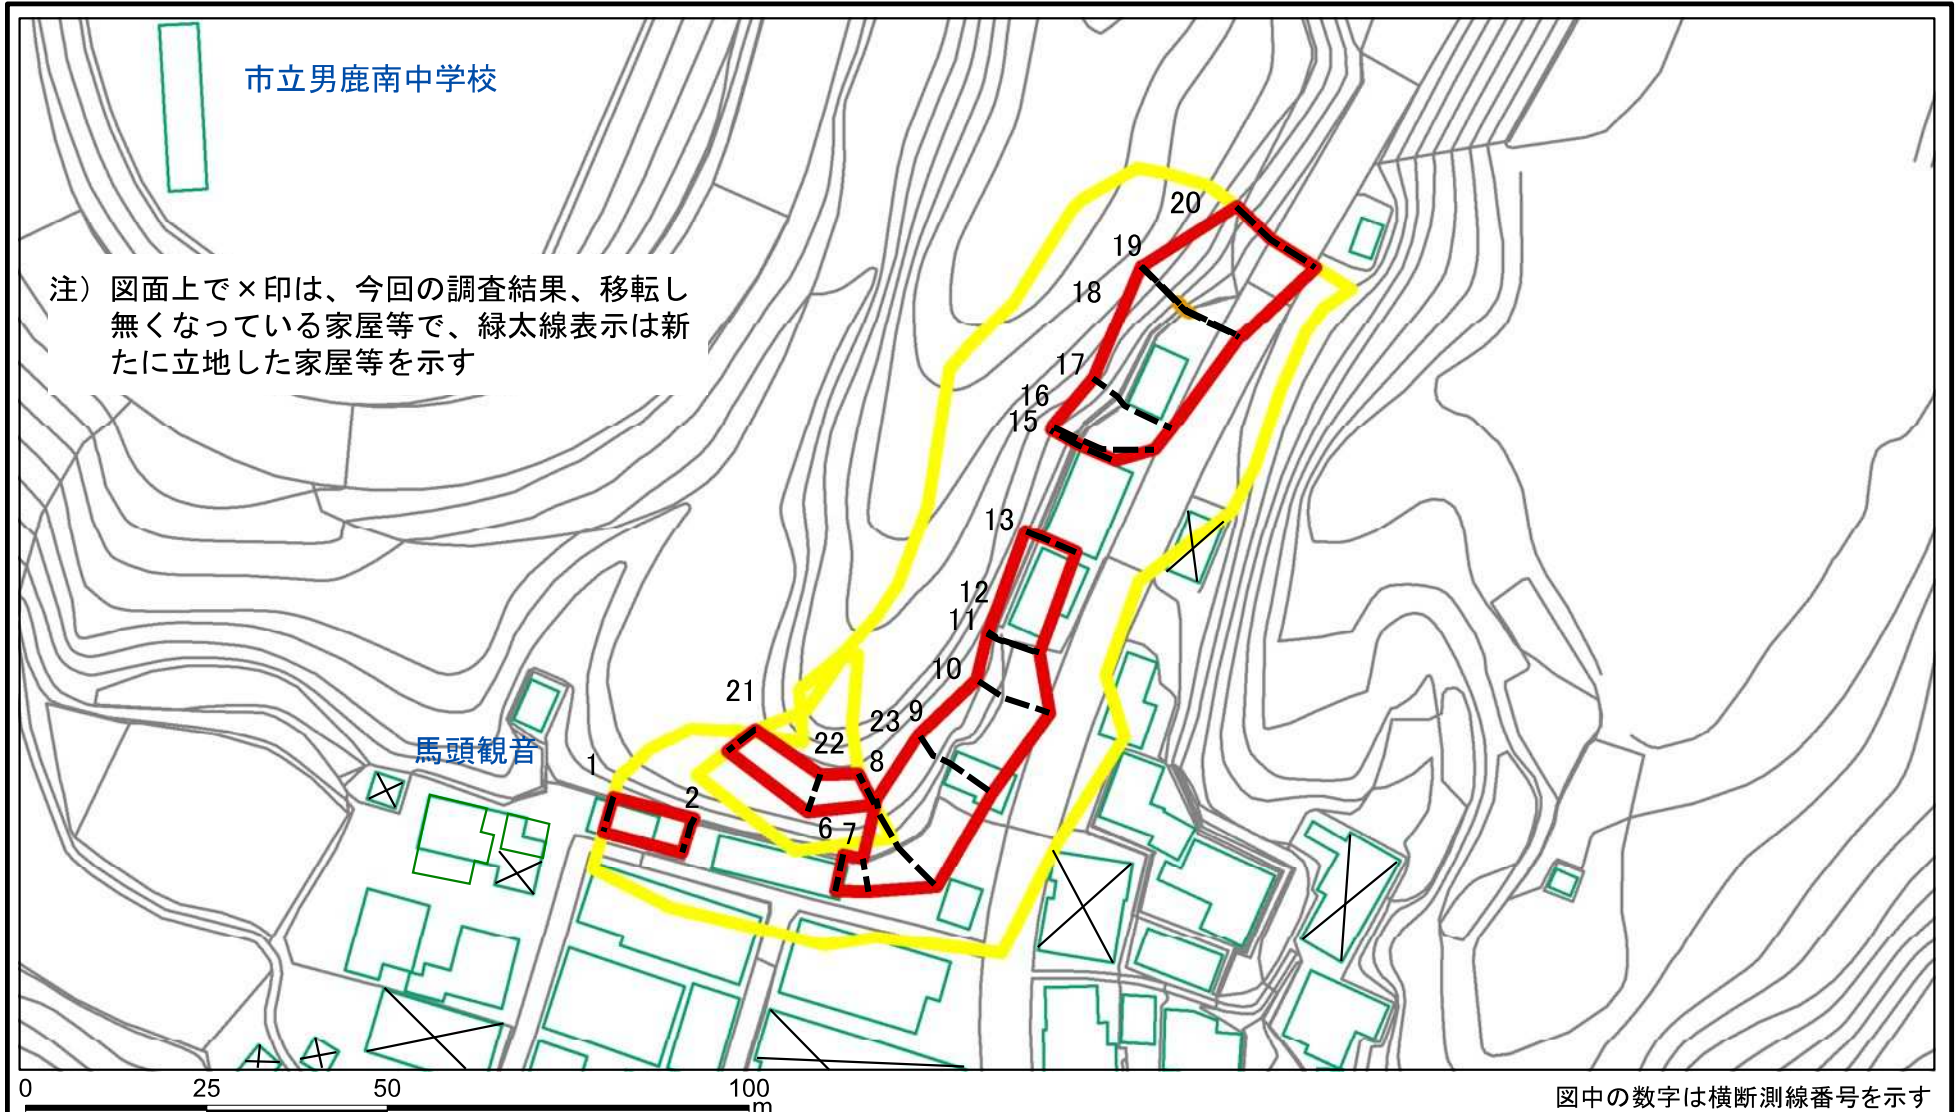 市立男鹿南中学校
注）図面上で×印は、今回の調査結果、移転し
無くなっている家屋等で、緑太線表示は新
たに立地した家屋等を示す
20
19
18
17
16
15
13
12
11
10
21
23 9
22
8
馬頭観音
1
2
6 7
0 25 50 100
m
図中の数字は横断測線番号を示す